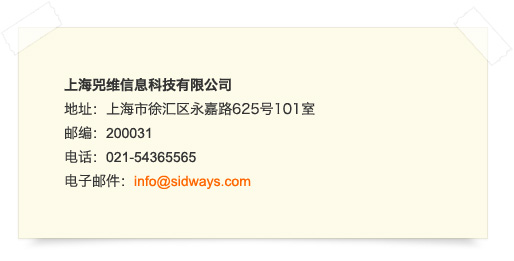 上海兕维信息科技有限公司
地址：上海市徐汇区永嘉路625号101室
邮编：200031
电话：021-54365565
电子邮件：info@sidways.com